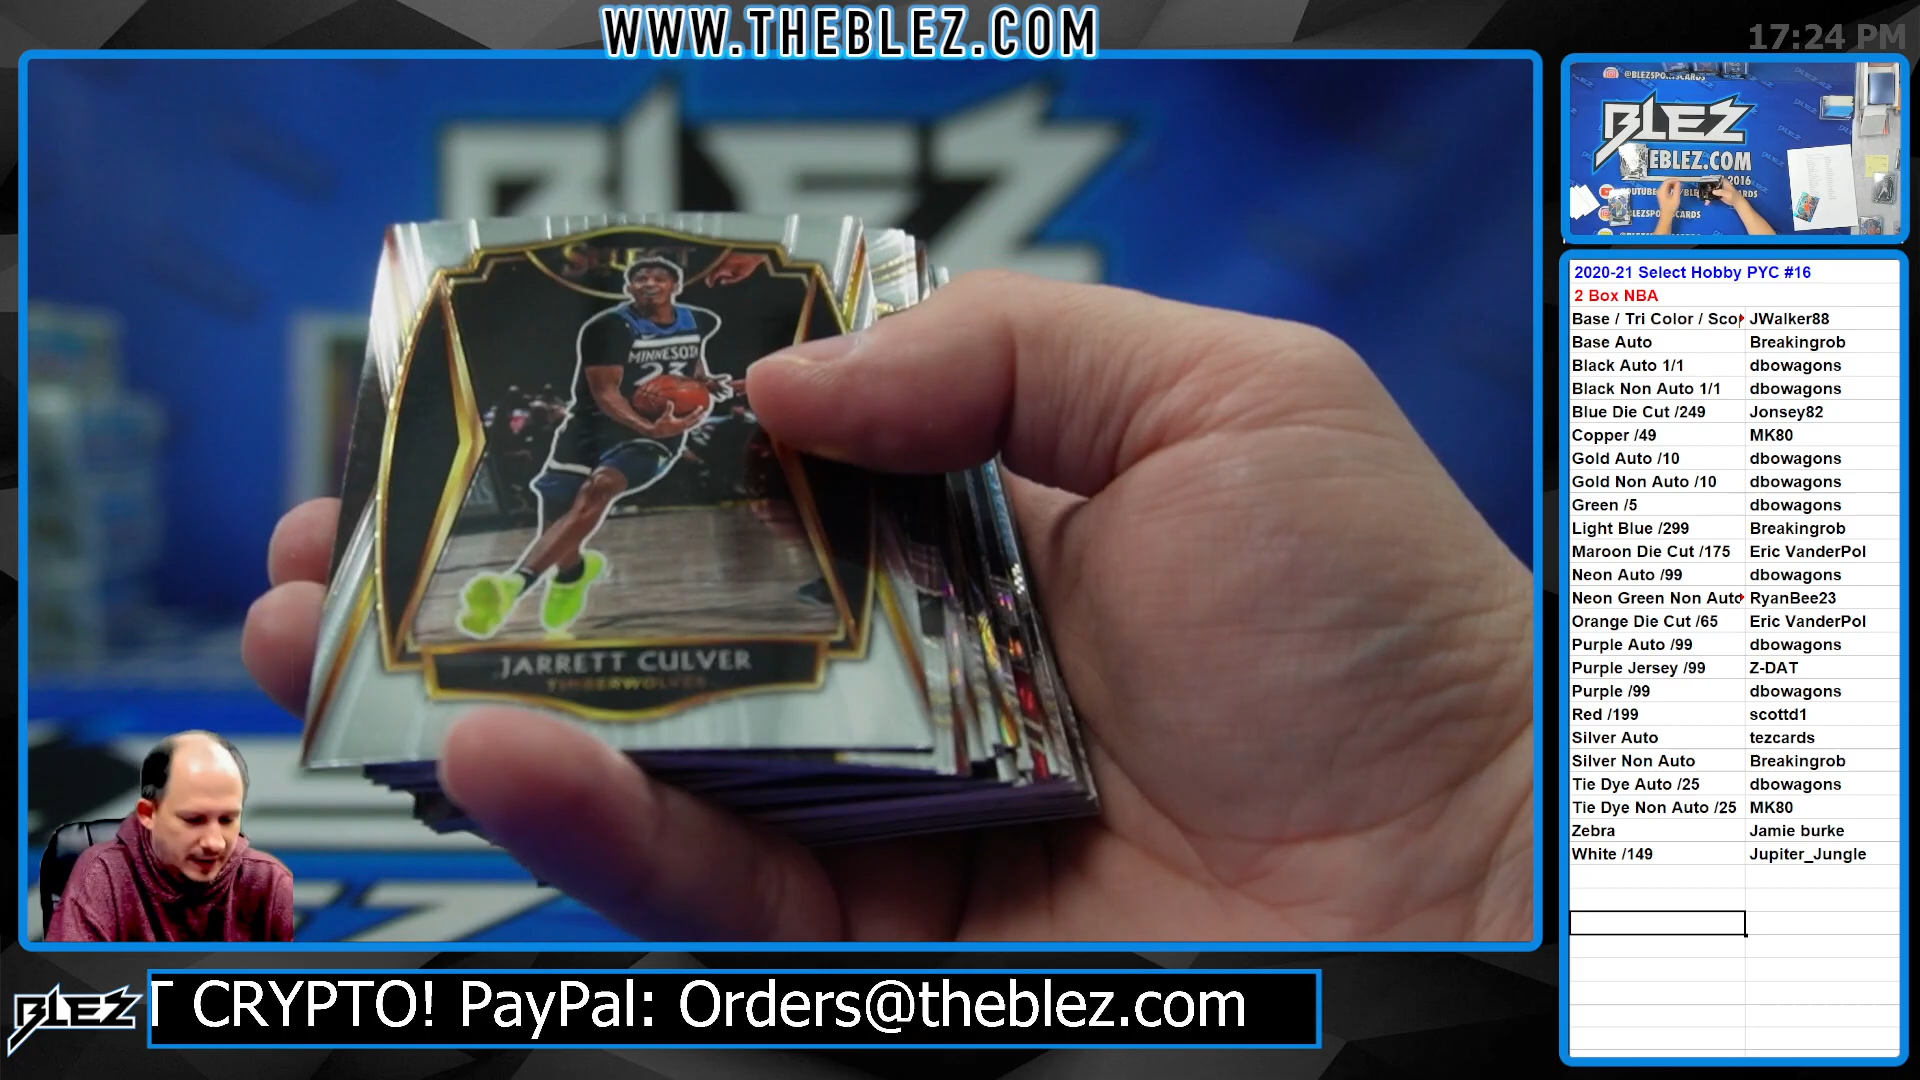 WWW.THEBLEZ.COM
17:24 PM
SELECT
MINNESOTA
23
JARRETT CULVER
TIMBERWOLVES
@BLEZSPORTSCARDS
BLEZ
EBLEZ.COM
2016
2020-21 Select Hobby PYC #16
2 Box NBA
Base / Tri Color / Sco JWalker88
Base Auto Breakingrob
Black Auto 1/1 dbowagons
Black Non Auto 1/1 dbowagons
Blue Die Cut /249 Jonsey82
Copper /49 MK80
Gold Auto /10 dbowagons
Gold Non Auto /10 dbowagons
Green /5 dbowagons
Light Blue /299 Breakingrob
Maroon Die Cut /175 Eric VanderPol
Neon Auto /99 dbowagons
Neon Green Non Auto RyanBee23
Orange Die Cut /65 Eric VanderPol
Purple Auto /99 dbowagons
Purple Jersey /99 Z-DAT
Purple /99 dbowagons
Red /199 scottd1
Silver Auto tezcards
Silver Non Auto Breakingrob
Tie Dye Auto /25 dbowagons
Tie Dye Non Auto /25 MK80
Zebra Jamie burke
White /149 Jupiter_Jungle
BLEZ
T CRYPTO! PayPal: Orders@theblez.com